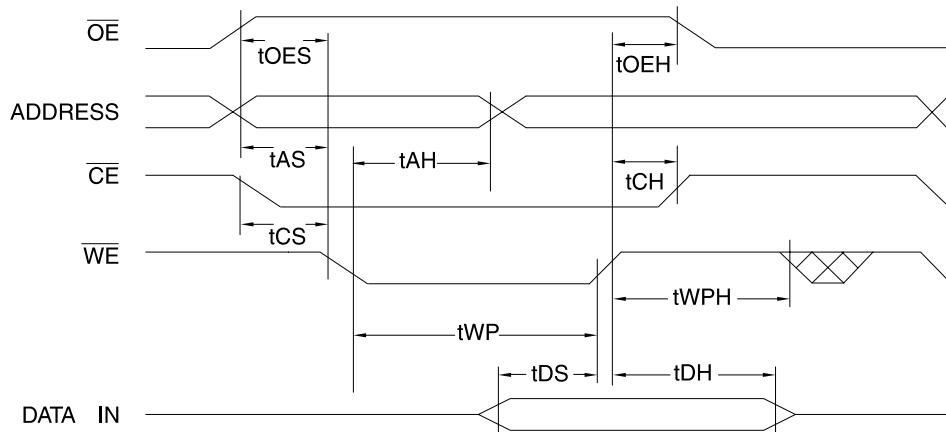 OE
tOES
tOEH
ADDRESS
tAS
tAH
tCH
CE
tCS
WE
tWPH
tWP
tDS
tDH
DATA IN